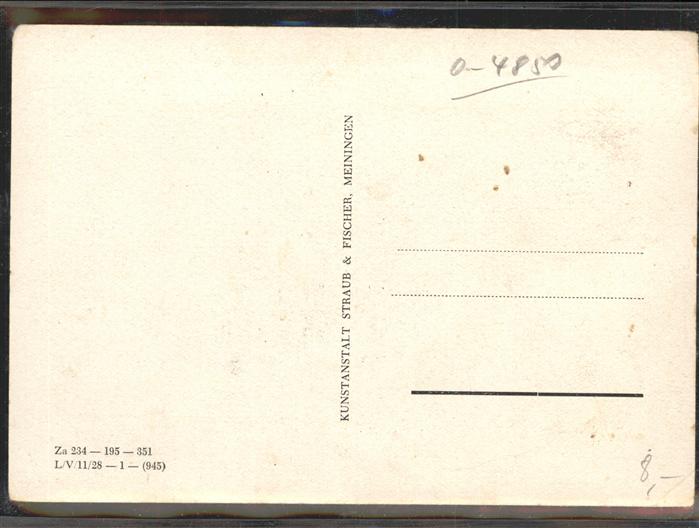 0-4850
KUNSTANSTALT STRAUB & FISCHER, MEININGEN
Za 234 — 195 — 351
L/V/11/28 — 1 — (945)
8,—